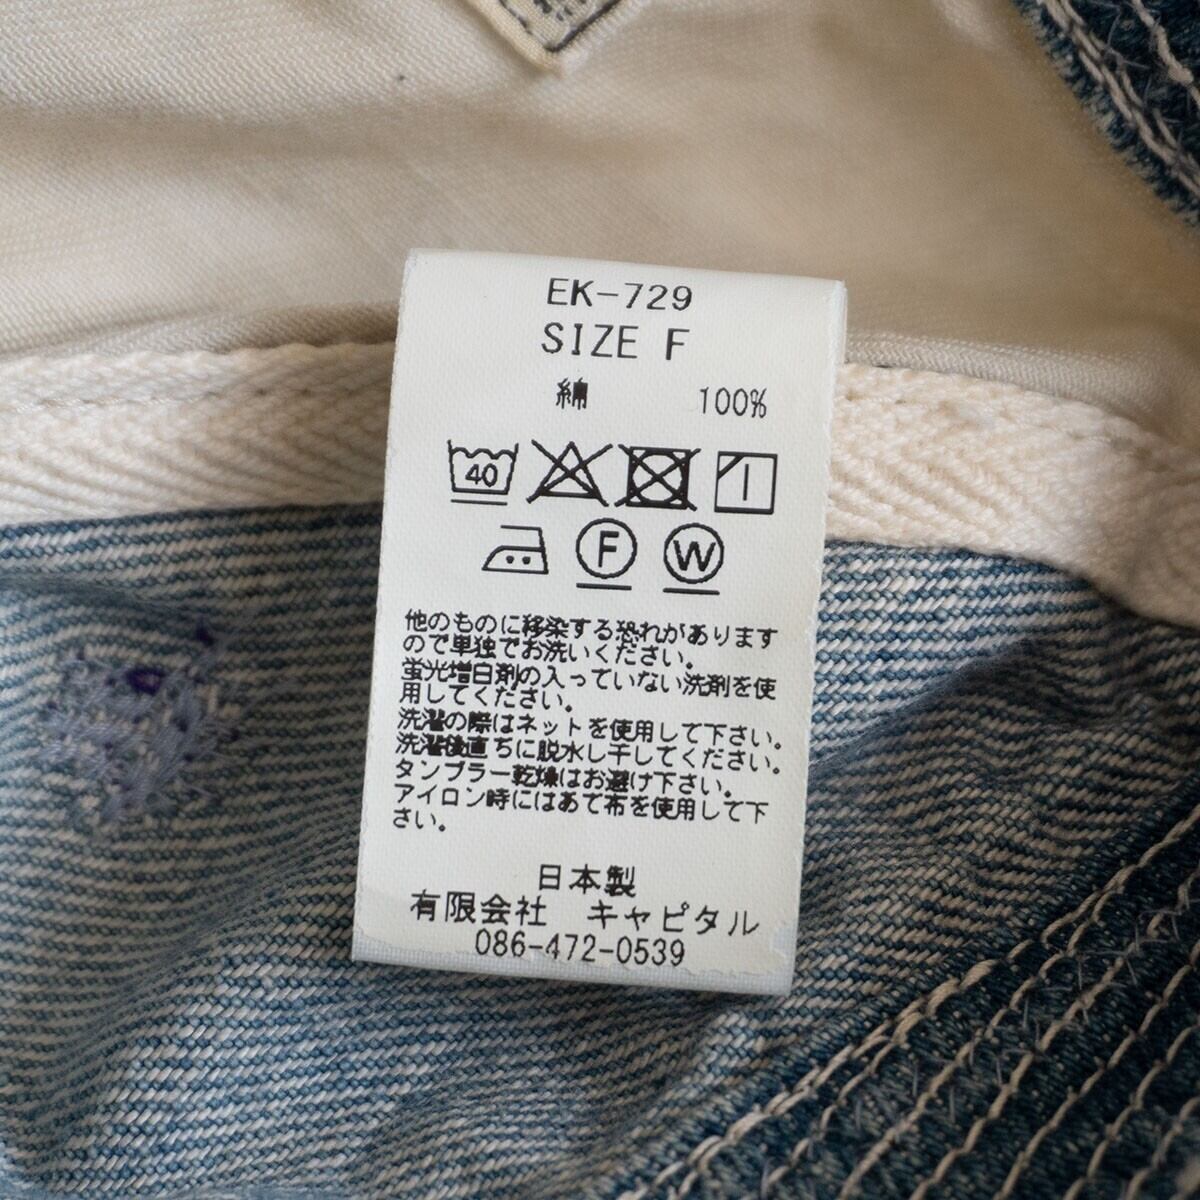 EK-729
SIZE F
綿 100%
40
F W
他のものに移染する恐れがあります
ので単独でお洗いください。
蛍光増白剤の入っていない洗剤を使
用してください。
洗濯の際はネットを使用して下さい。
洗濯後直ちに脱水し干してください。
タンブラー乾燥はお避け下さい。
アイロン時にはあて布を使用して下
さい。
日本製
有限会社 キャピタル
086-472-0539